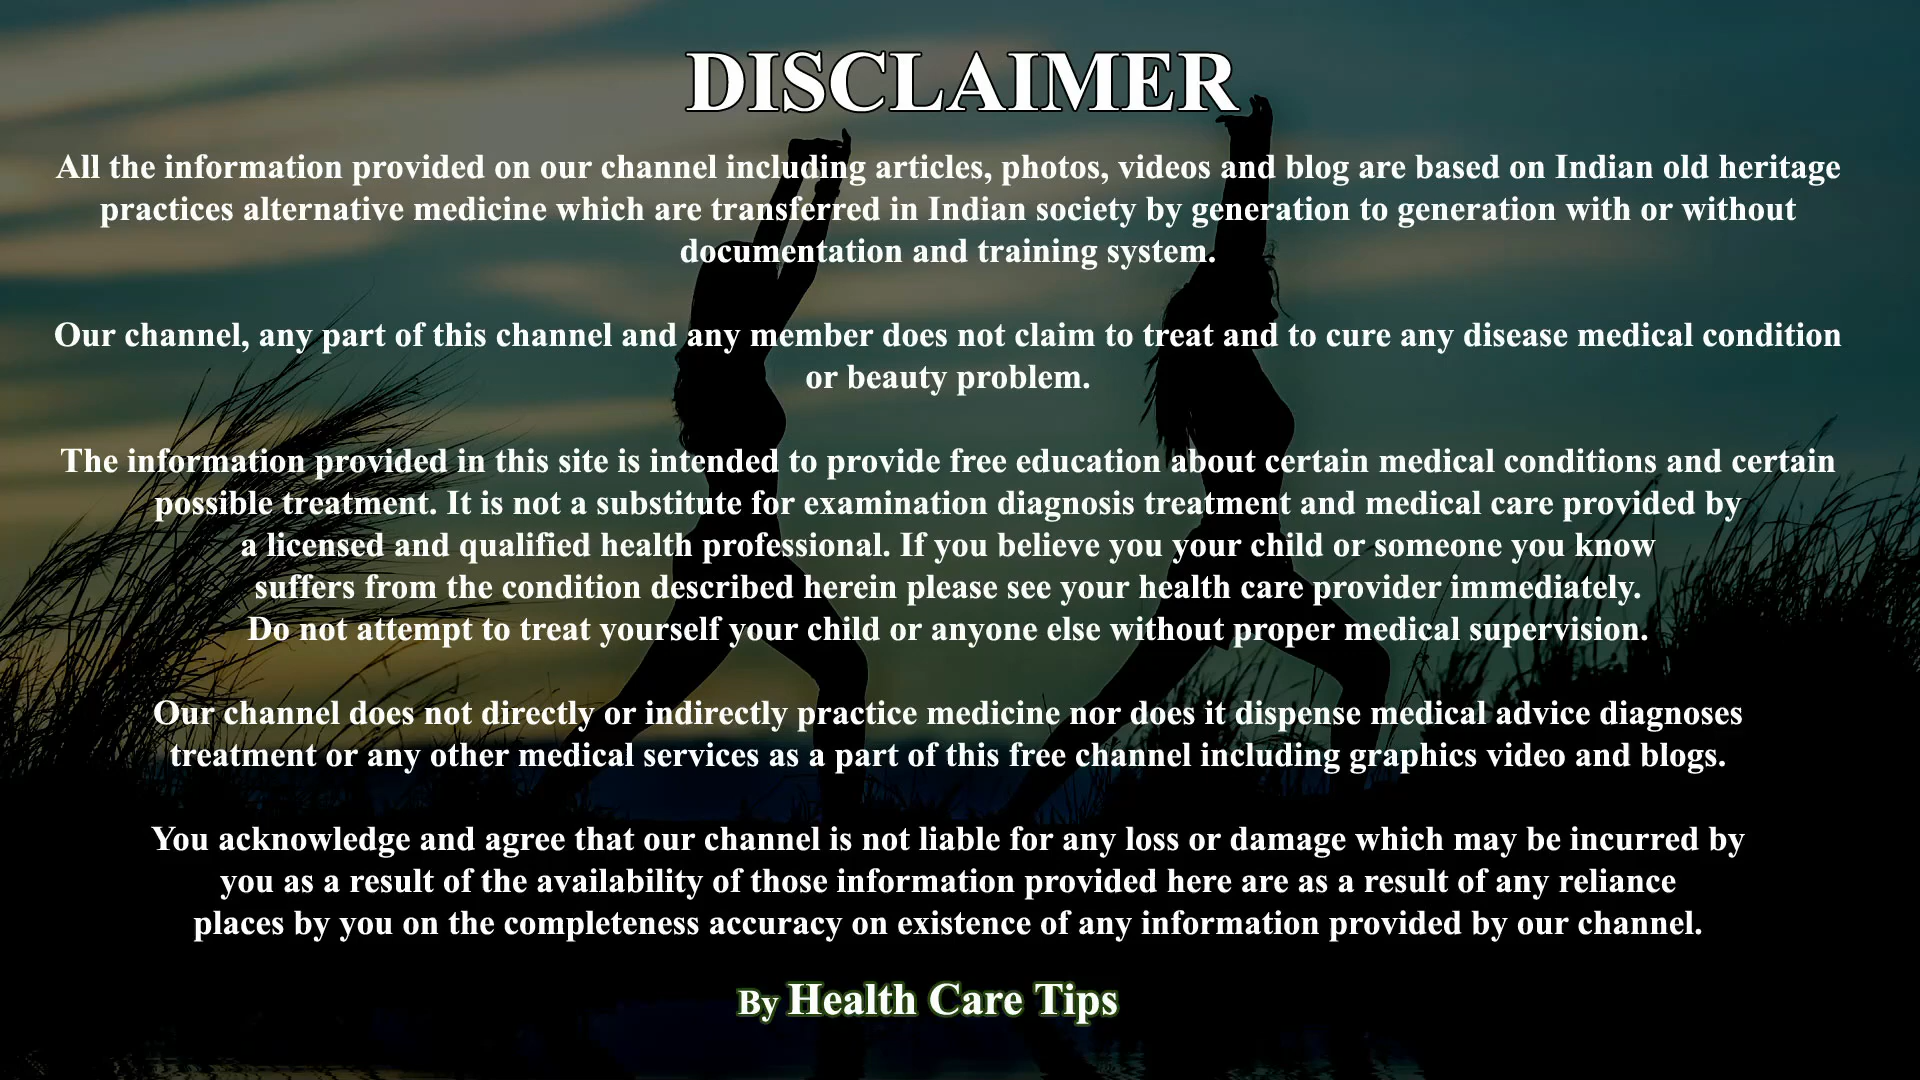 DISCLAIMER
All the information provided on our channel including articles, photos, videos and blog are based on Indian old heritage
practices alternative medicine which are transferred in Indian society by generation to generation with or without
documentation and training system.
Our channel, any part of this channel and any member does not claim to treat and to cure any disease medical condition
or beauty problem.
The information provided in this site is intended to provide free education about certain medical conditions and certain
possible treatment. It is not a substitute for examination diagnosis treatment and medical care provided by
a licensed and qualified health professional. If you believe you your child or someone you know
suffers from the condition described herein please see your health care provider immediately.
Do not attempt to treat yourself your child or anyone else without proper medical supervision.
Our channel does not directly or indirectly practice medicine nor does it dispense medical advice diagnoses
treatment or any other medical services as a part of this free channel including graphics video and blogs.
You acknowledge and agree that our channel is not liable for any loss or damage which may be incurred by
you as a result of the availability of those information provided here are as a result of any reliance
places by you on the completeness accuracy on existence of any information provided by our channel.
By Health Care Tips